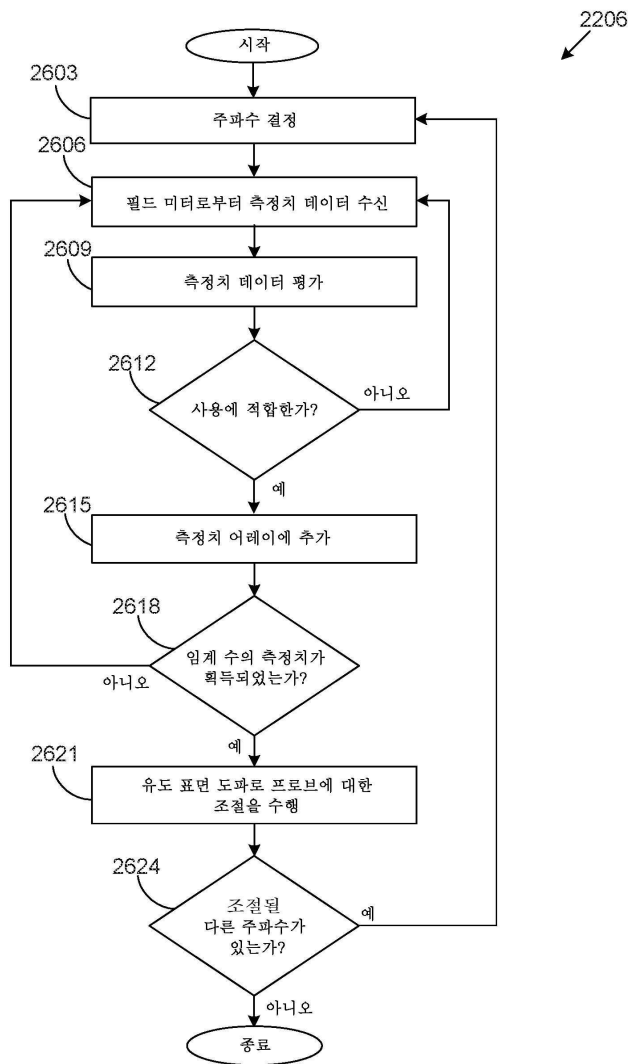 2206
시작
2603
주파수 결정
2606
필드 미터로부터 측정치 데이터 수신
2609
측정치 데이터 평가
2612
사용에 적합한가?
아니오
예
2615
측정치 어레이에 추가
2618
임계 수의 측정치가
획득되었는가?
아니오
예
2621
유도 표면 도파로 프로브에 대한
조절을 수행
2624
조절될
다른 주파수가
있는가?
예
아니오
종료